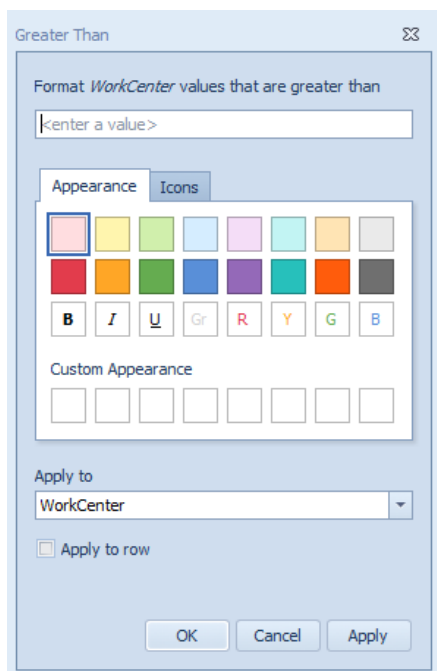 Greater Than
Format WorkCenter values that are greater than
<enter a value>
Appearance Icons
B I U Gr R Y G B
Custom Appearance
Apply to
WorkCenter
Apply to row
OK Cancel Apply